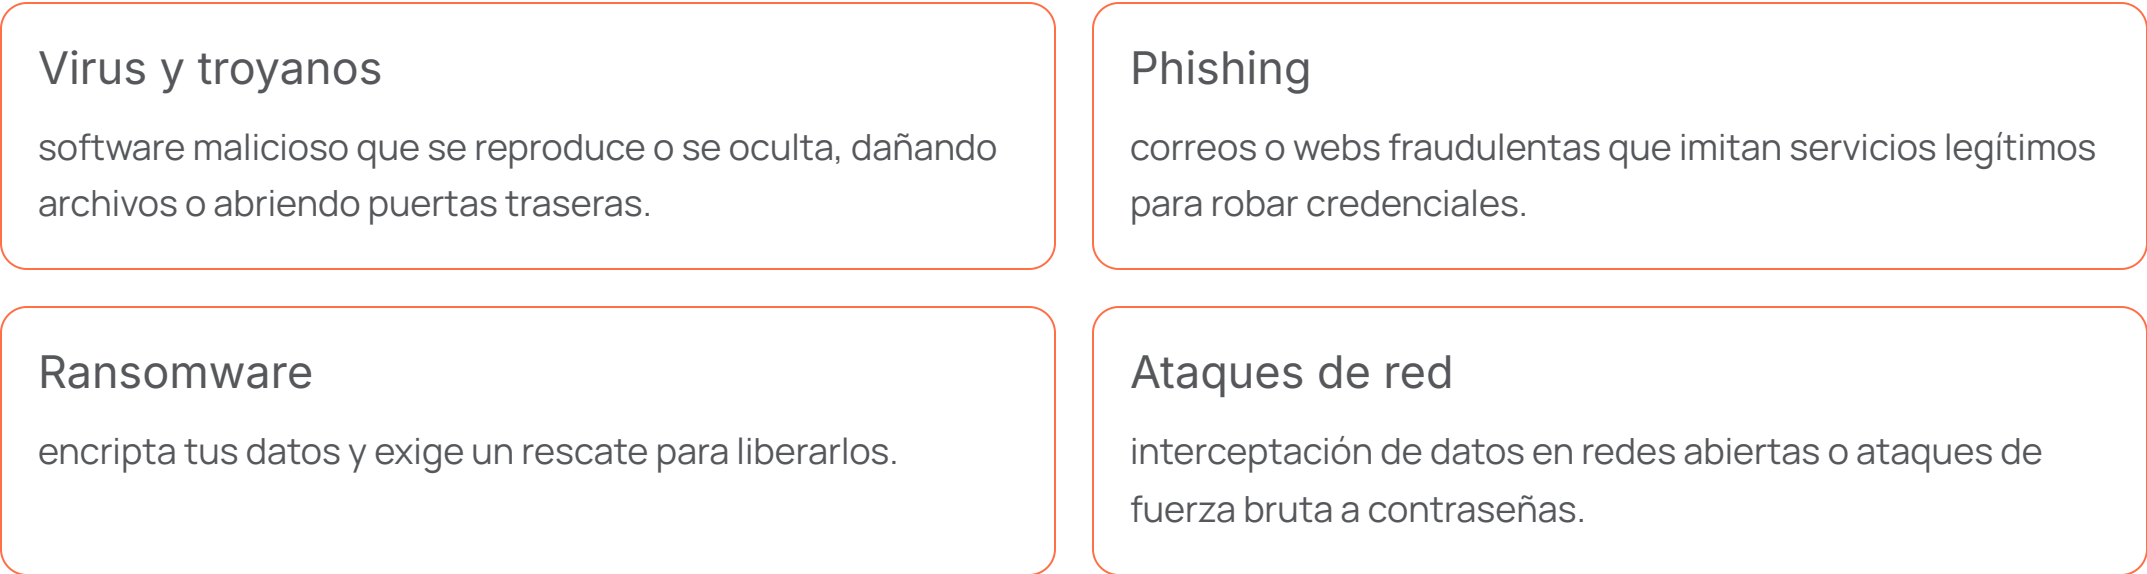 Virus y troyanos
software malicioso que se reproduce o se oculta, dañando
archivos o abriendo puertas traseras.
Phishing
correos o webs fraudulentas que imitan servicios legítimos
para robar credenciales.
Ransomware
encripta tus datos y exige un rescate para liberarlos.
Ataques de red
interceptación de datos en redes abiertas o ataques de
fuerza bruta a contraseñas.